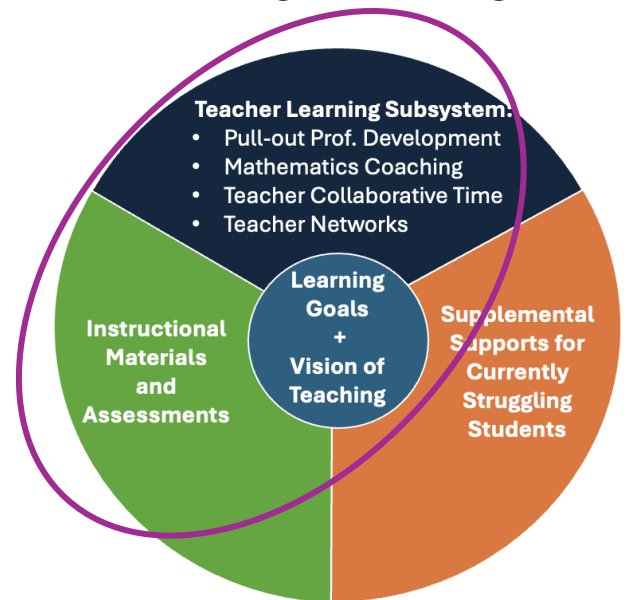 Teacher Learning Subsystem:
• Pull-out Prof. Development
• Mathematics Coaching
• Teacher Collaborative Time
• Teacher Networks
Learning
Goals
+
Vision of
Teaching
Instructional
Materials
and
Assessments
Supplemental
Supports for
Currently
Struggling
Students